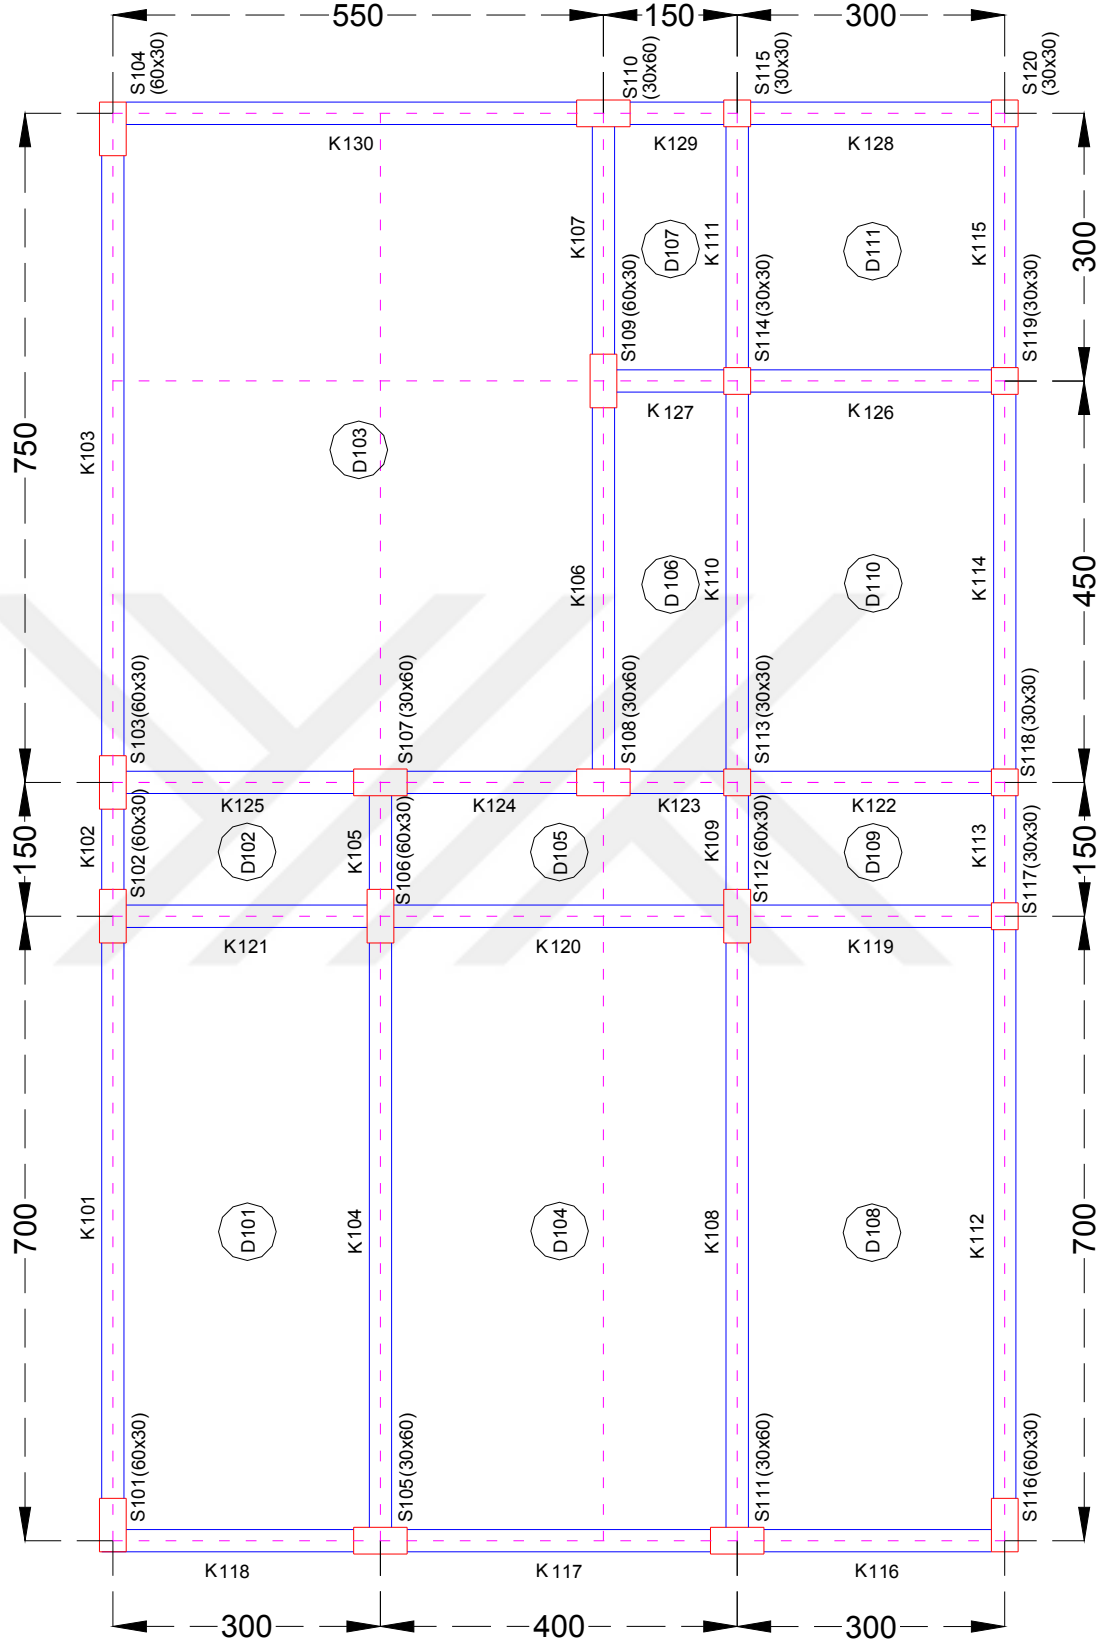 550
150
300
S104
(60x30)
S110
(30x60)
S115
(30x30)
S120
(30x30)
K130
K129
K128
K107
D107
K111
D111
K115
300
S109(60x30)
S114(30x30)
S119(30x30)
K127
K126
750
K103
D103
K106
D106
K110
D110
K114
450
S103(60x30)
S107(30x60)
S108(30x60)
S113(30x30)
S118(30x30)
K125
K124
K123
K122
150
K102
S102(60x30)
D102
K105
S106(60x30)
D105
K109
S112(60x30)
D109
K113
S117(30x30)
150
K121
K120
K119
700
K101
D101
K104
D104
K108
D108
K112
700
S101(60x30)
S105(30x60)
S111(30x60)
S116(60x30)
K118
K117
K116
300
400
300